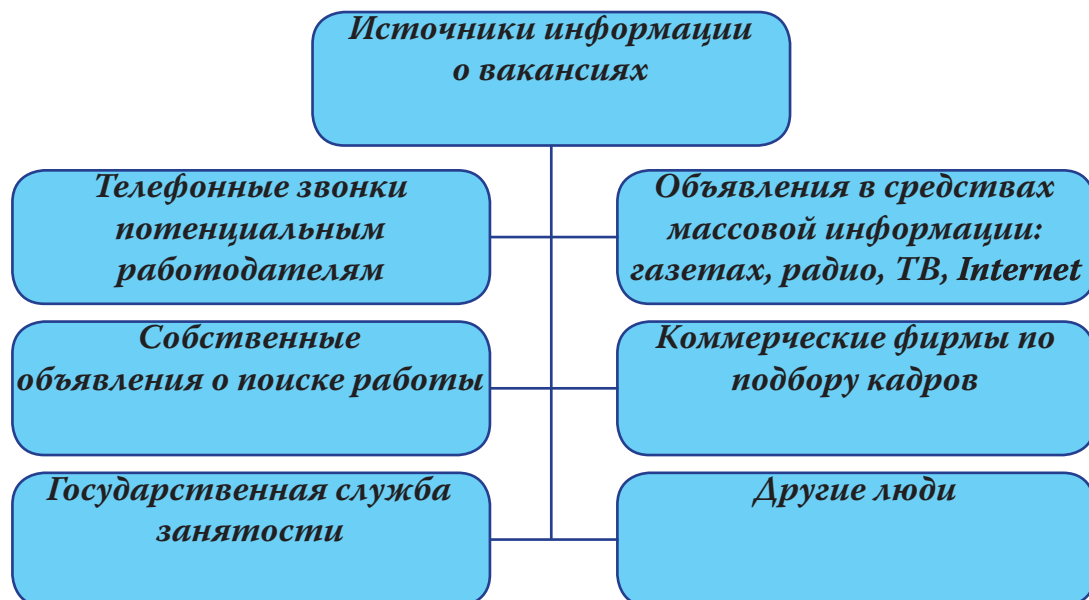 Источники информации
о вакансиях
Телефонные звонки
потенциальным
работодателям
Объявления в средствах
массовой информации:
газетах, радио, ТВ, Internet
Собственные
объявления о поиске работы
Коммерческие фирмы по
подбору кадров
Государственная служба
занятости
Другие люди